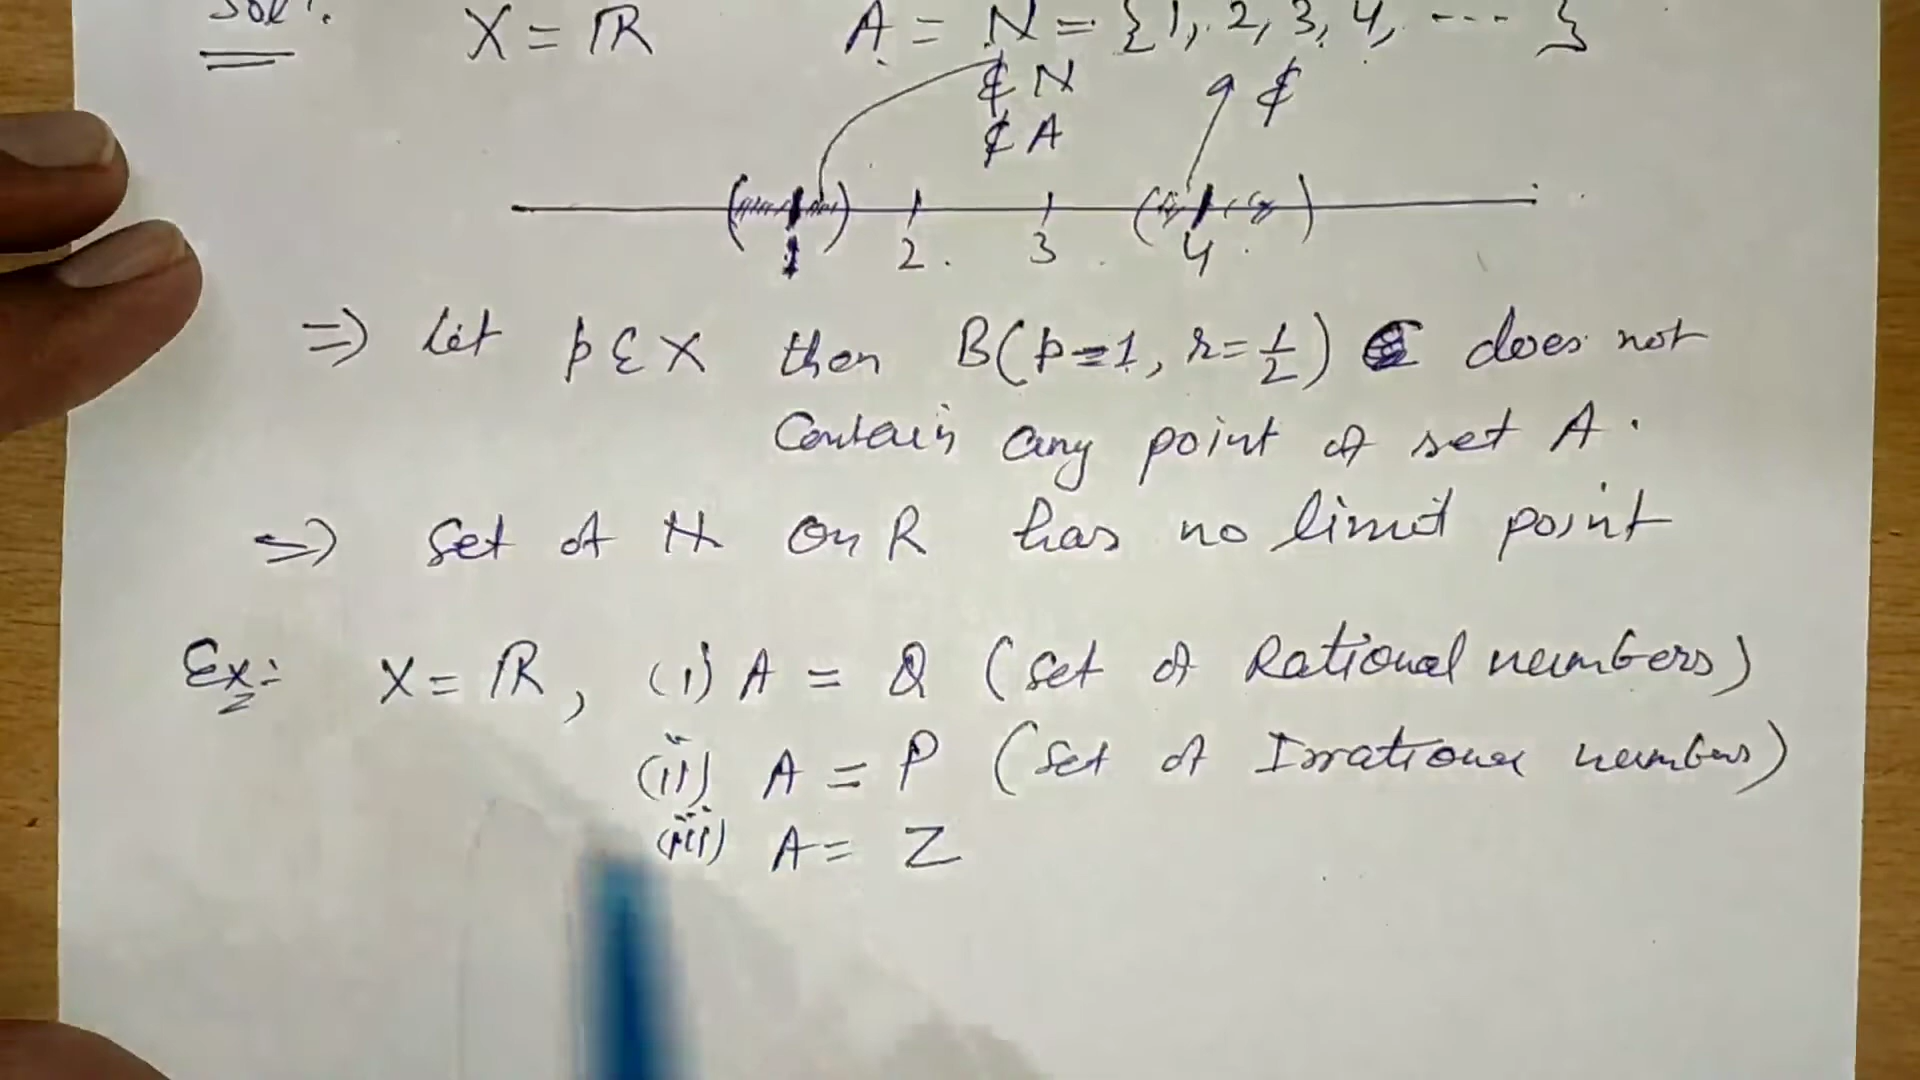 Sol:
X = ℝ A = N = {1, 2, 3, 4, ---- }
∉ N ∉
∉ A
1 2 3 4
⇒ Let p ∈ X then B(p=1, r=1/2) does not
Contain any point of set A.
⇒ Set of N on R has no limit point
Ex:- X = ℝ, (i) A = Q (Set of Rational numbers)
(ii) A = P (Set of Irrational numbers)
(iii) A = Z